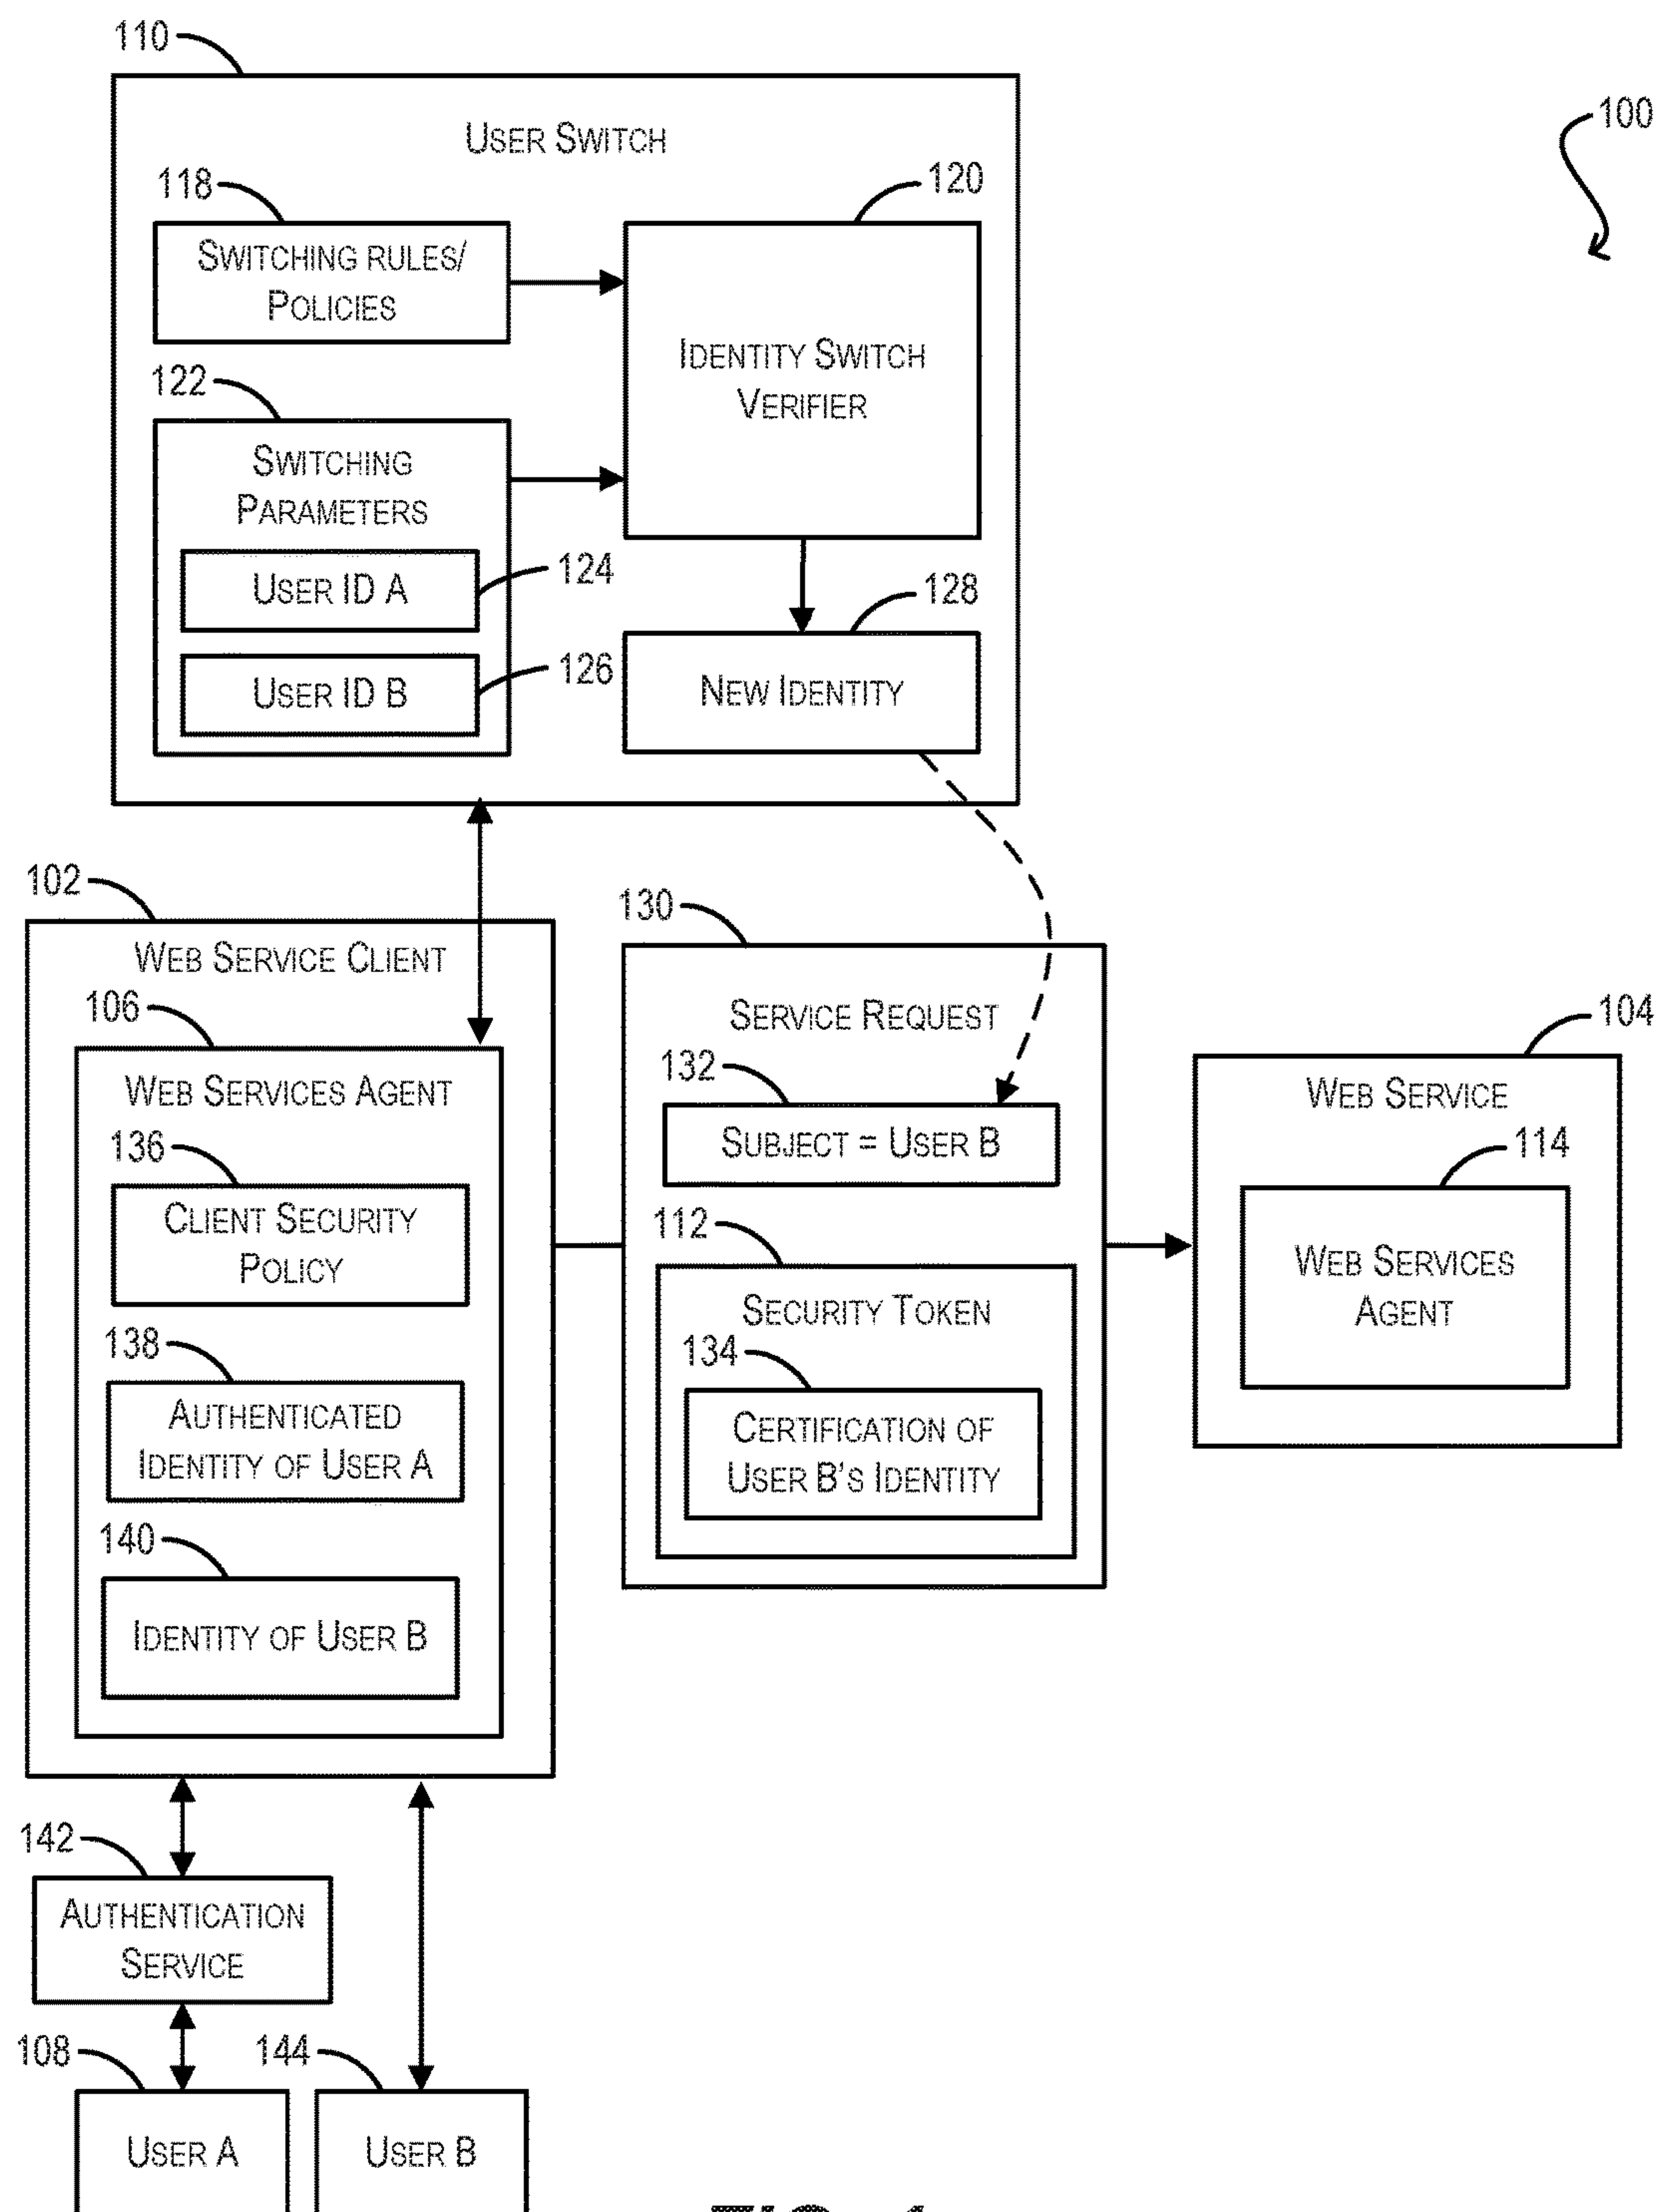 110
100
USER SWITCH
118
120
SWITCHING RULES/
POLICIES
IDENTITY SWITCH
VERIFIER
122
SWITCHING
PARAMETERS
124
USER ID A
128
126
USER ID B
NEW IDENTITY
102
130
WEB SERVICE CLIENT
104
106
SERVICE REQUEST
132
WEB SERVICES AGENT
WEB SERVICE
136
SUBJECT = USER B
114
CLIENT SECURITY
POLICY
112
WEB SERVICES
AGENT
SECURITY TOKEN
138
134
AUTHENTICATED
IDENTITY OF USER A
CERTIFICATION OF
USER B'S IDENTITY
140
IDENTITY OF USER B
142
AUTHENTICATION
SERVICE
108
144
USER A
USER B